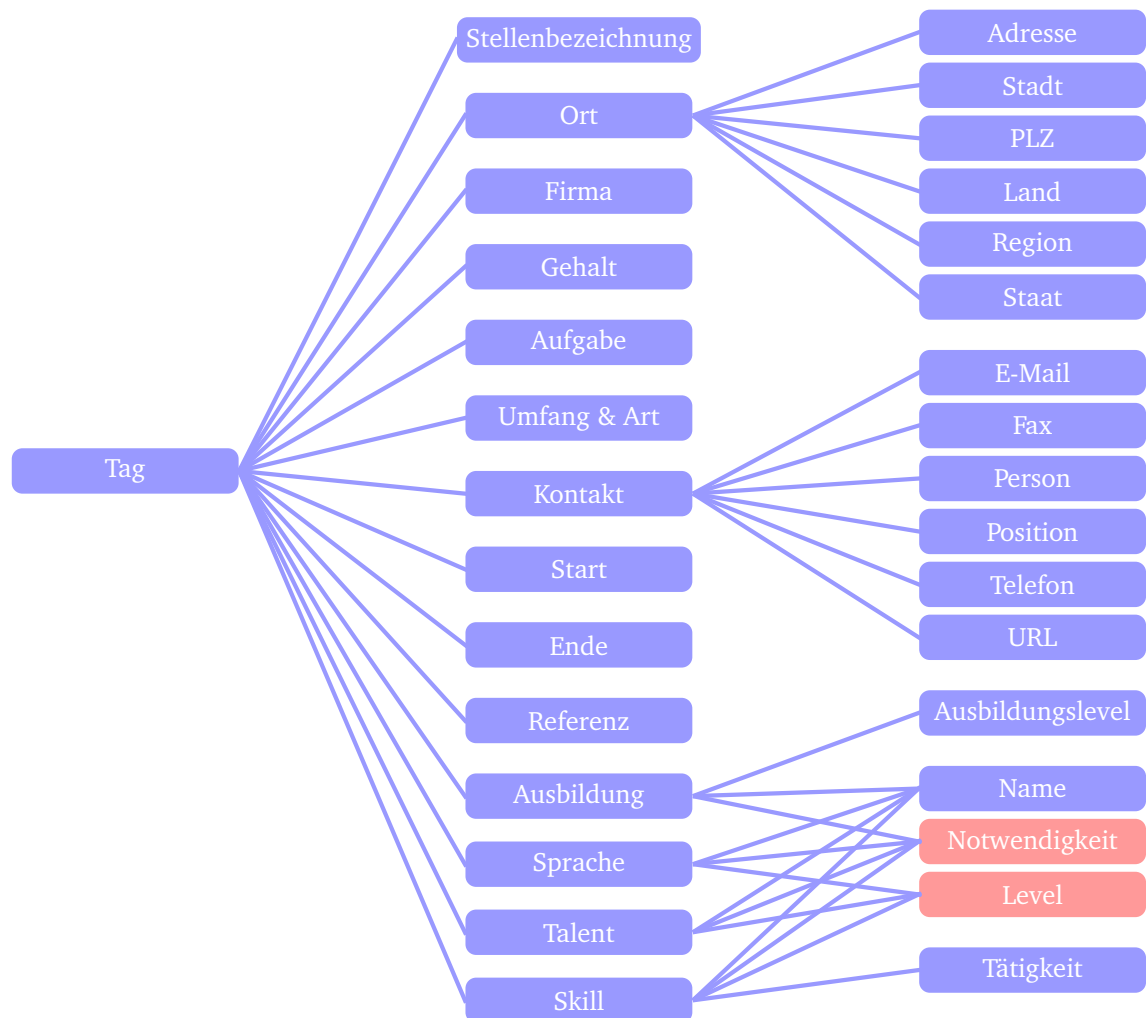 Tag
Stellenbezeichnung
Ort
Firma
Gehalt
Aufgabe
Umfang & Art
Kontakt
Start
Ende
Referenz
Ausbildung
Sprache
Talent
Skill
Adresse
Stadt
PLZ
Land
Region
Staat
E-Mail
Fax
Person
Position
Telefon
URL
Ausbildungslevel
Name
Notwendigkeit
Level
Tätigkeit